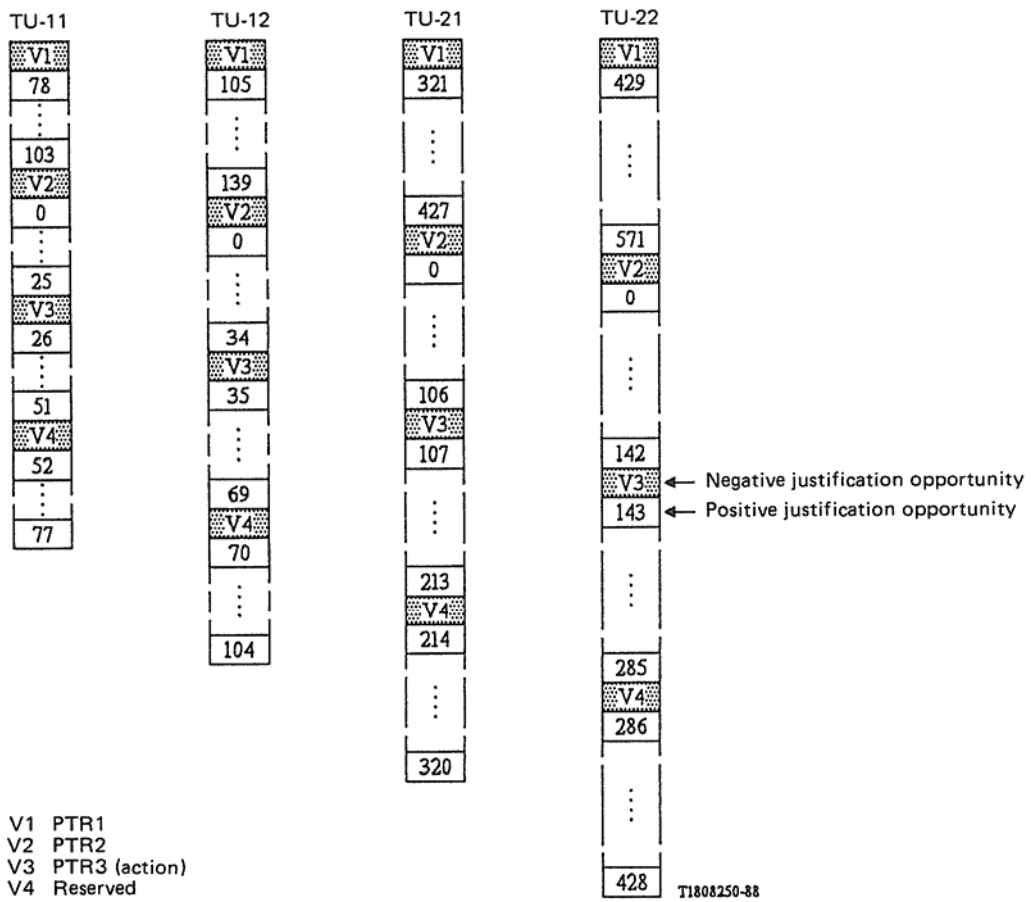 TU-11
V1
78
103
V2
0
25
V3
26
51
V4
52
77
TU-12
V1
105
139
V2
0
34
V3
35
69
V4
70
104
TU-21
V1
321
427
V2
0
106
V3
107
213
V4
214
320
TU-22
V1
429
571
V2
0
142
V3
143
285
V4
286
428
Negative justification opportunity
Positive justification opportunity
V1 PTR1
V2 PTR2
V3 PTR3 (action)
V4 Reserved
T1808250-88